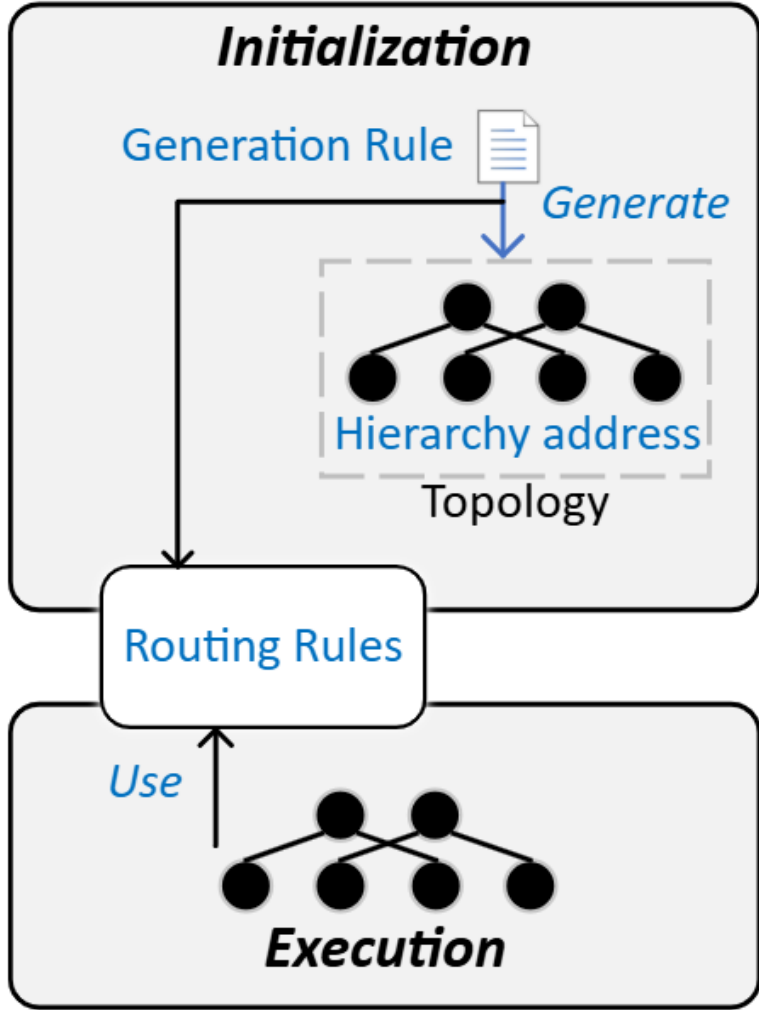 Initialization
Generation Rule
Generate
Hierarchy address
Topology
Routing Rules
Use
Execution